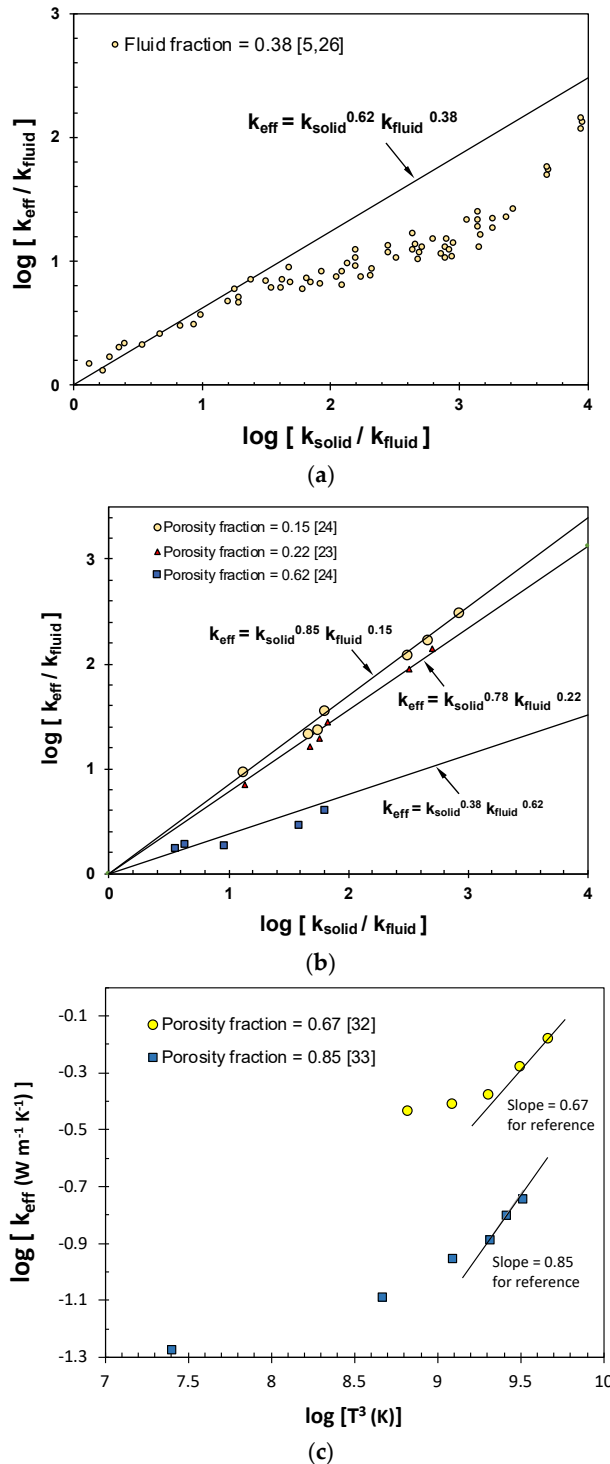 3
Fluid fraction = 0.38 [5,26]
k_eff = k_solid^0.62 k_fluid^0.38
2
log [ k_eff / k_fluid ]
1
0
0 1 2 3 4
log [ k_solid / k_fluid ]
(a)
Porosity fraction = 0.15 [24]
Porosity fraction = 0.22 [23]
Porosity fraction = 0.62 [24]
3
k_eff = k_solid^0.85 k_fluid^0.15
2
log [ k_eff / k_fluid ]
k_eff = k_solid^0.78 k_fluid^0.22
1
k_eff = k_solid^0.38 k_fluid^0.62
0
0 1 2 3 4
log [ k_solid / k_fluid ]
(b)
-0.1
Porosity fraction = 0.67 [32]
Porosity fraction = 0.85 [33]
-0.3
Slope = 0.67
for reference
-0.5
log [ k_eff (W m^-1 K^-1) ]
-0.7
-0.9
Slope = 0.85
for reference
-1.1
-1.3
7 7.5 8 8.5 9 9.5 10
log [T^3 (K)]
(c)